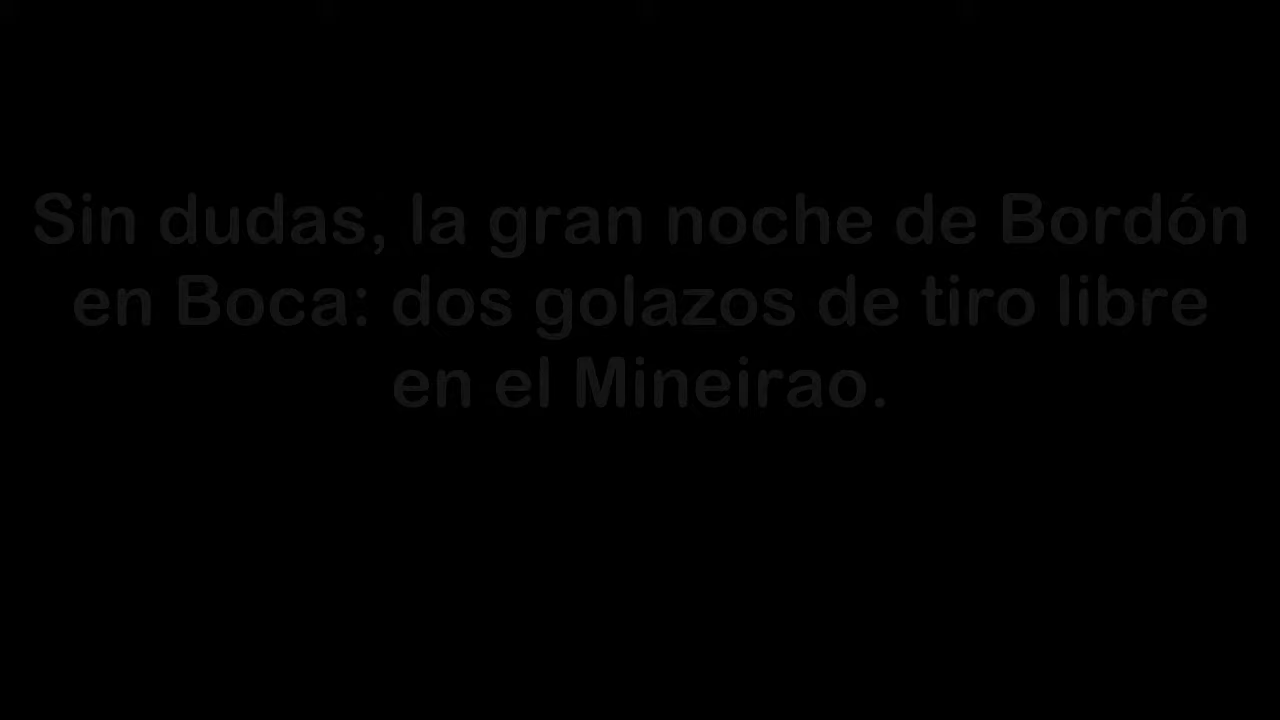 Sin dudas, la gran noche de Bordón
en Boca: dos golazos de tiro libre
en el Mineirao.